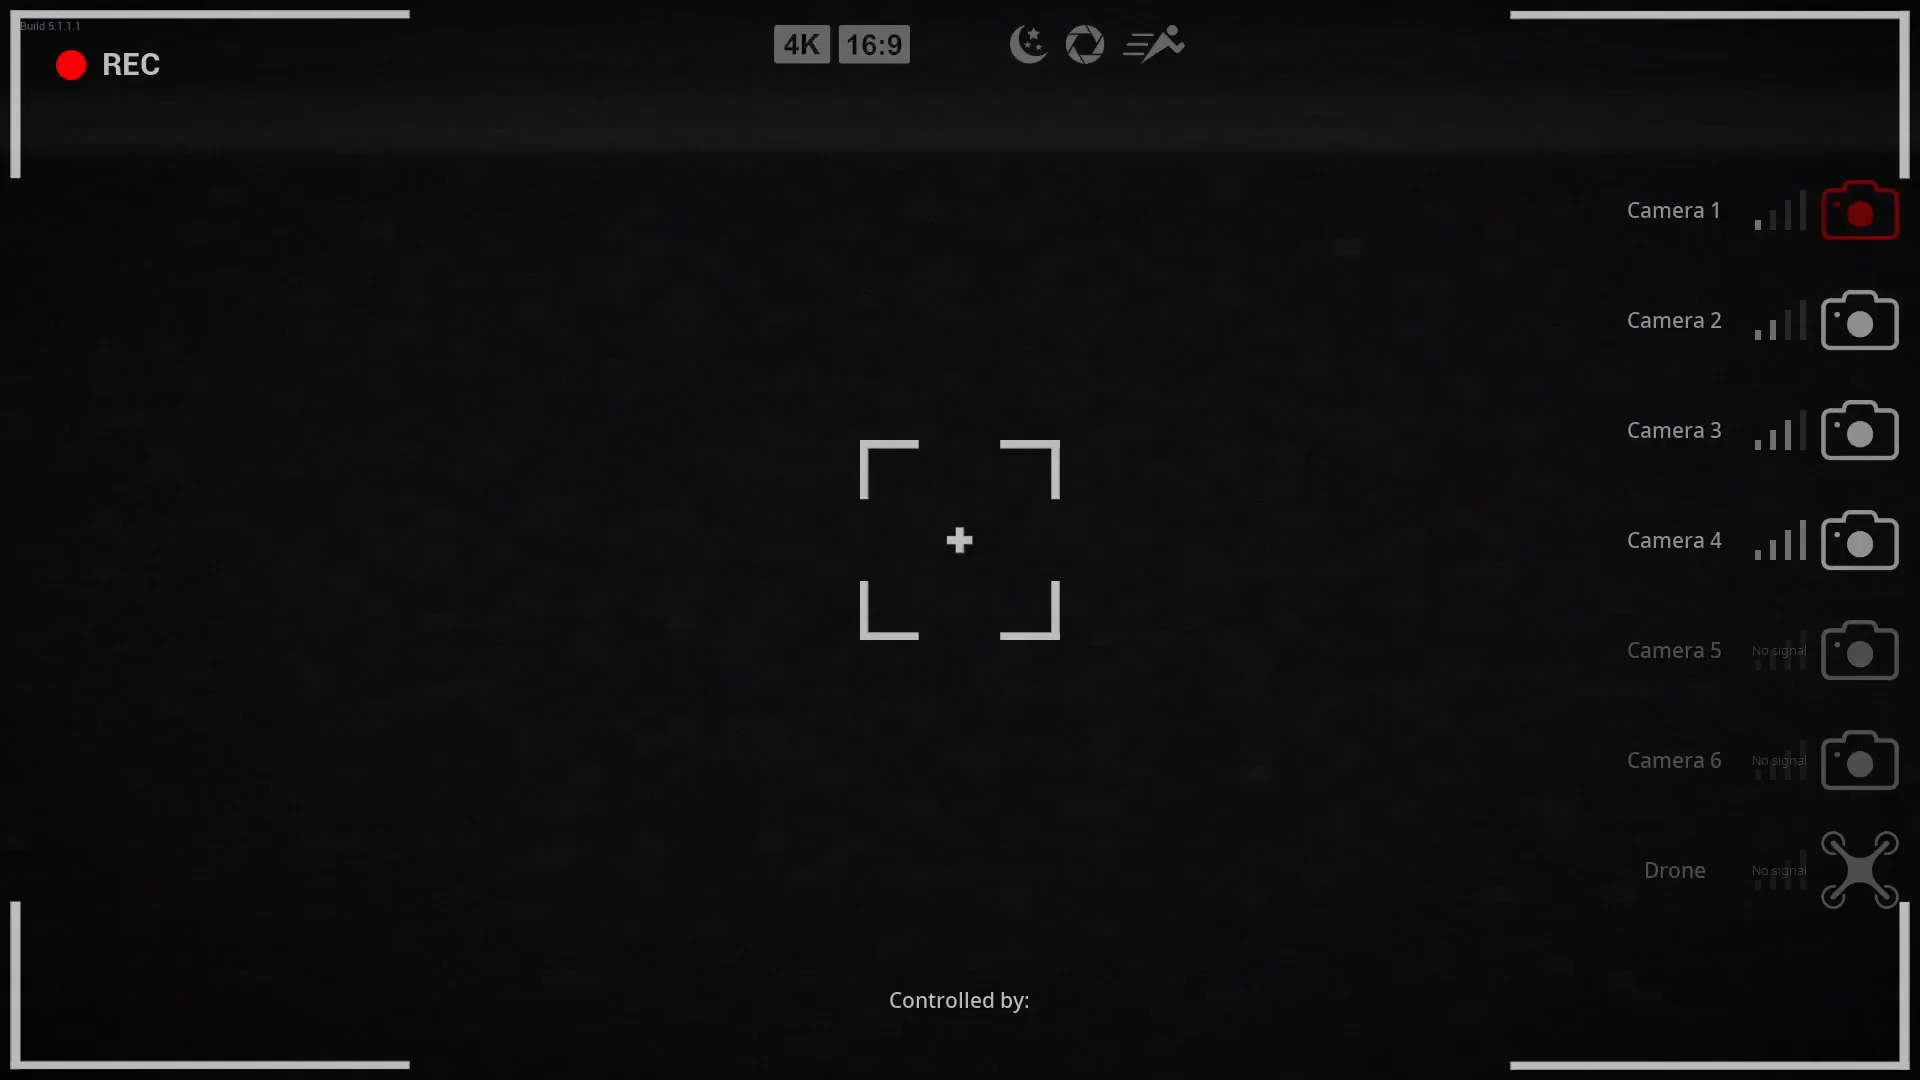 Build 5.1.1.1
REC
4K 16:9
Camera 1
Camera 2
Camera 3
Camera 4
Camera 5 No signal
Camera 6 No signal
Drone No signal
Controlled by: